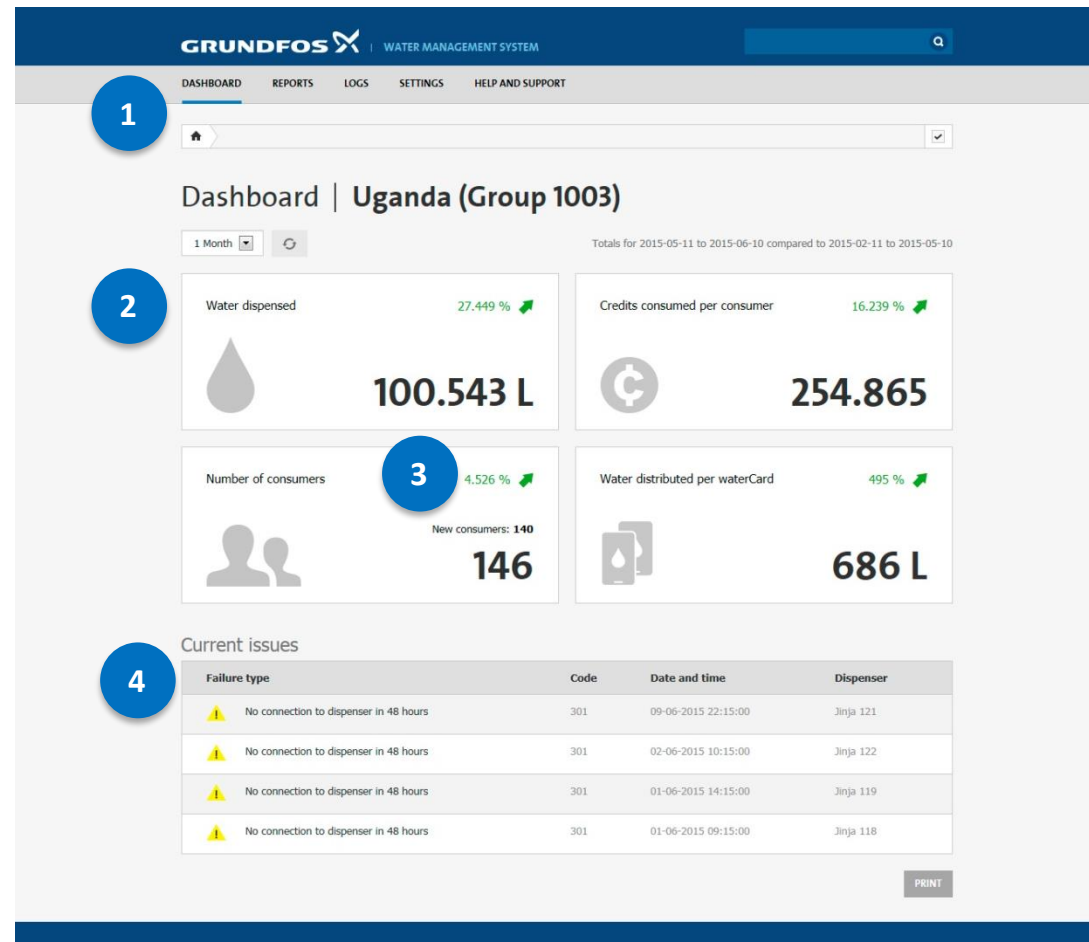 GRUNDFOS | WATER MANAGEMENT SYSTEM
DASHBOARD REPORTS LOGS SETTINGS HELP AND SUPPORT
1
Dashboard | Uganda (Group 1003)
1 Month
Totals for 2015-05-11 to 2015-06-10 compared to 2015-02-11 to 2015-05-10
2
Water dispensed 27.449 %
100.543 L
Credits consumed per consumer 16.239 %
254.865
Number of consumers 3 4.526 %
New consumers: 140
146
Water distributed per waterCard 495 %
686 L
Current issues
4
Failure type Code Date and time Dispenser
No connection to dispenser in 48 hours 301 09-06-2015 22:15:00 Jinja 121
No connection to dispenser in 48 hours 301 02-06-2015 10:15:00 Jinja 122
No connection to dispenser in 48 hours 301 01-06-2015 14:15:00 Jinja 119
No connection to dispenser in 48 hours 301 01-06-2015 09:15:00 Jinja 118
PRINT